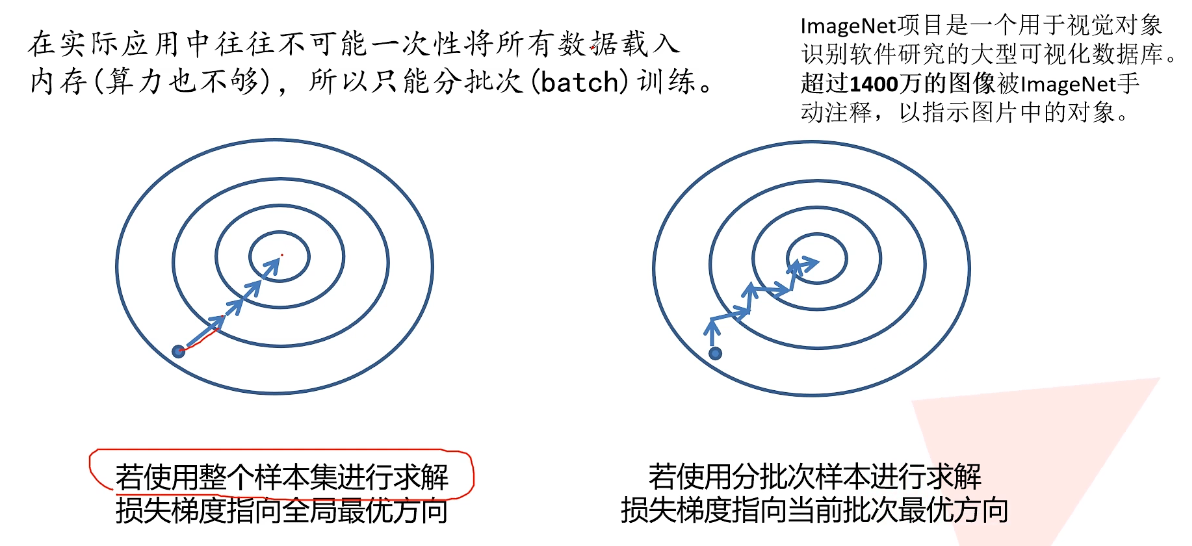 在实际应用中往往不可能一次性将所有数据载入
内存(算力也不够)，所以只能分批次(batch)训练。
ImageNet项目是一个用于视觉对象
识别软件研究的大型可视化数据库。
超过1400万的图像被ImageNet手
动注释，以指示图片中的对象。
若使用整个样本集进行求解
损失梯度指向全局最优方向
若使用分批次样本进行求解
损失梯度指向当前批次最优方向